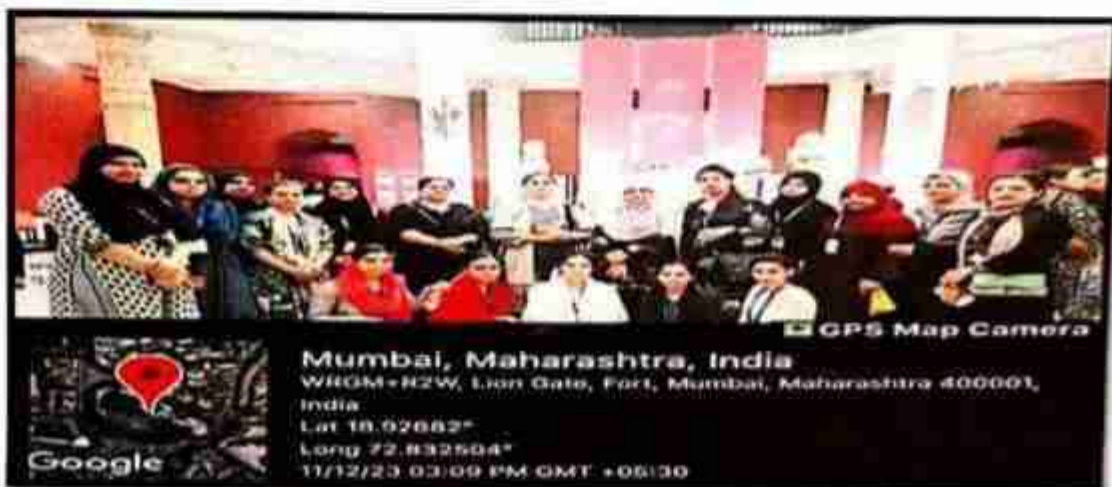 GPS Map Camera
Mumbai, Maharashtra, India
WRGM+R2W, Lion Gate, Fort, Mumbai, Maharashtra 400001,
India
Lat 18.92682°
Long 72.832504°
11/12/23 03:09 PM GMT +05:30
Google